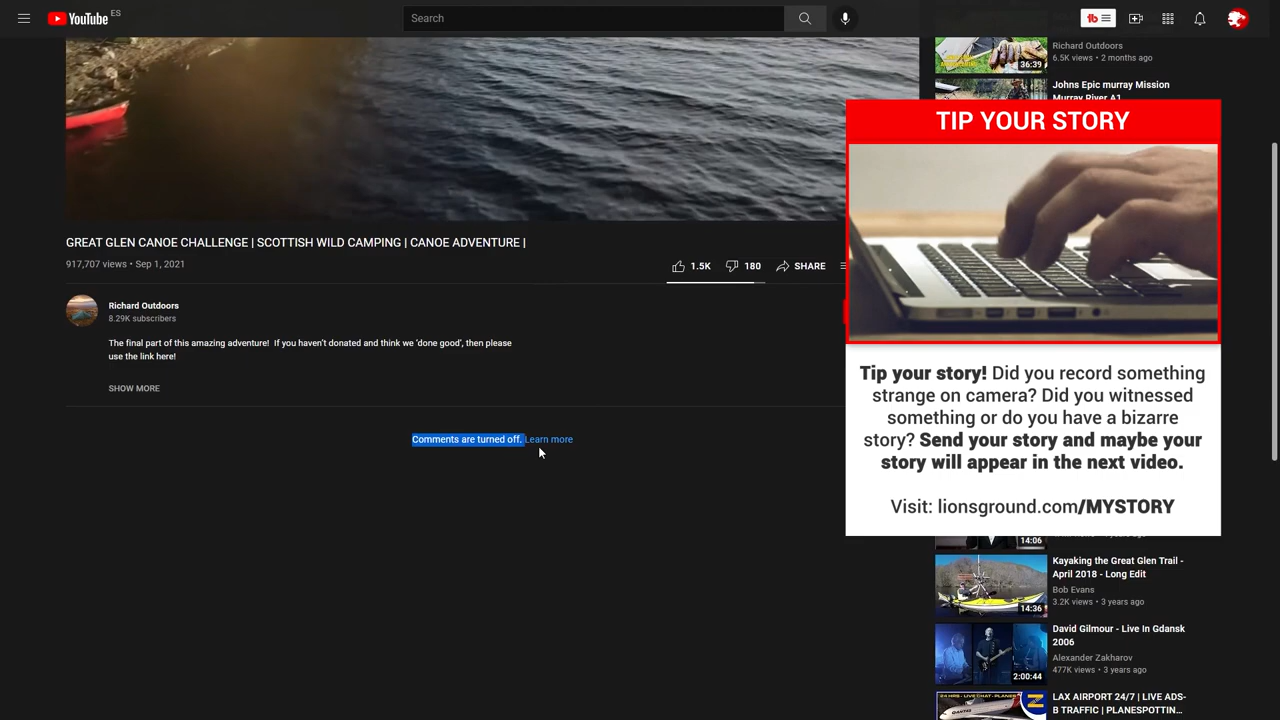 YouTube ES
Search
Richard Outdoors
6.5K views • 2 months ago
36:39
Johns Epic murray Mission
Murray River A1
GREAT GLEN CANOE CHALLENGE | SCOTTISH WILD CAMPING | CANOE ADVENTURE |
917,707 views • Sep 1, 2021
1.5K
180
SHARE
Richard Outdoors
8.29K subscribers
The final part of this amazing adventure! If you haven't donated and think we 'done good', then please
use the link here!
SHOW MORE
Comments are turned off. Learn more
TIP YOUR STORY
Tip your story! Did you record something
strange on camera? Did you witnessed
something or do you have a bizarre
story? Send your story and maybe your
story will appear in the next video.
Visit: lionsground.com/MYSTORY
14:06
Kayaking the Great Glen Trail -
April 2018 - Long Edit
Bob Evans
3.2K views • 3 years ago
14:36
David Gilmour - Live In Gdansk
2006
Alexander Zakharov
477K views • 3 years ago
2:00:44
LAX AIRPORT 24/7 | LIVE ADS-
B TRAFFIC | PLANESPOTTIN...